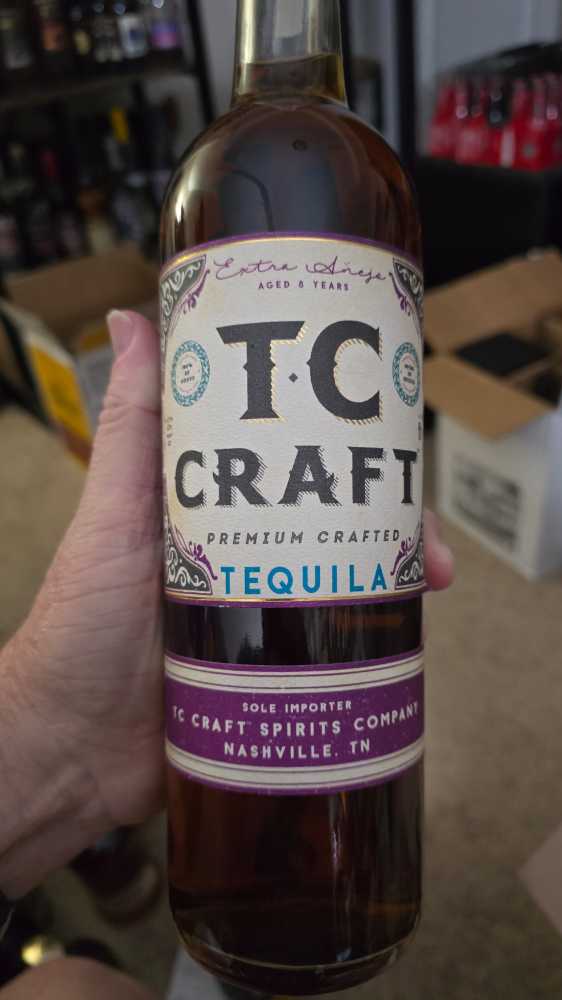 Extra Añejo
AGED 8 YEARS
T·C
CRAFT
PREMIUM CRAFTED
TEQUILA
SOLE IMPORTER
TC CRAFT SPIRITS COMPANY
NASHVILLE, TN